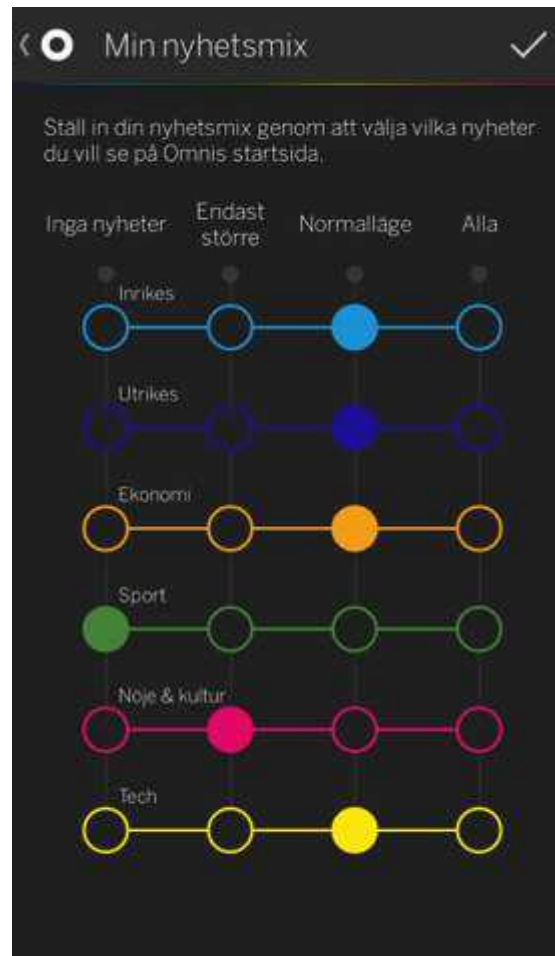 Min nyhetsmix
Ställ in din nyhetsmix genom att välja vilka nyheter
du vill se på Omnis startsida.
Inga nyheter
Endast
större
Normalläge
Alla
Inrikes
Utrikes
Ekonomi
Sport
Nöje & kultur
Tech